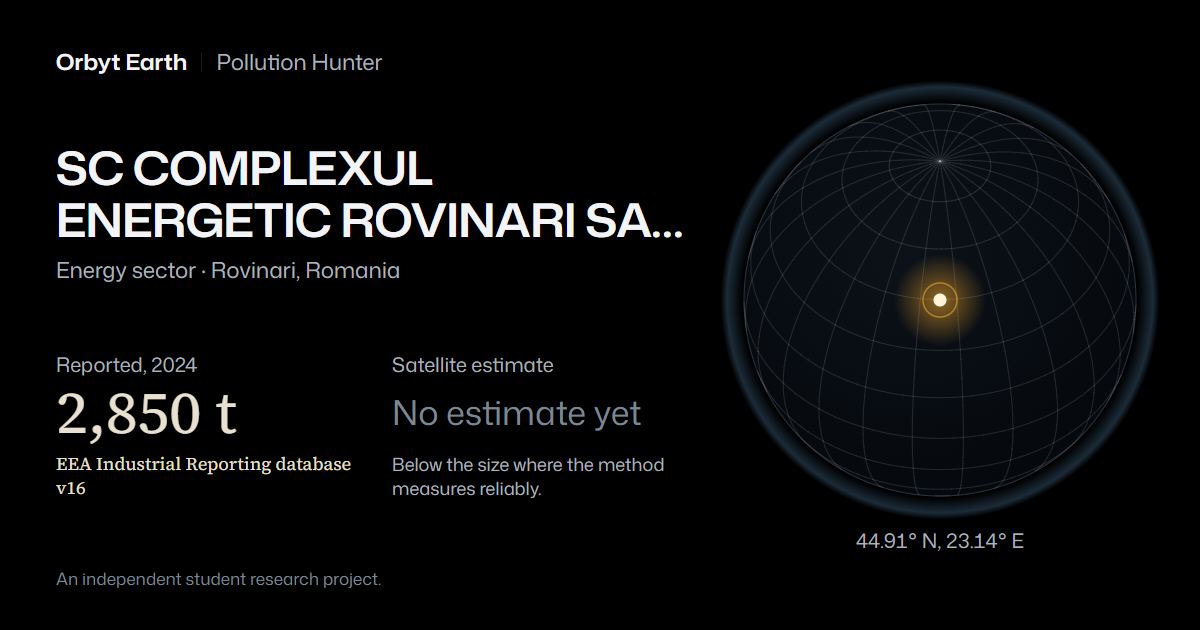 Orbyt Earth | Pollution Hunter
SC COMPLEXUL
ENERGETIC ROVINARI SA...
Energy sector · Rovinari, Romania
Reported, 2024
2,850 t
EEA Industrial Reporting database
v16
Satellite estimate
No estimate yet
Below the size where the method
measures reliably.
44.91° N, 23.14° E
An independent student research project.